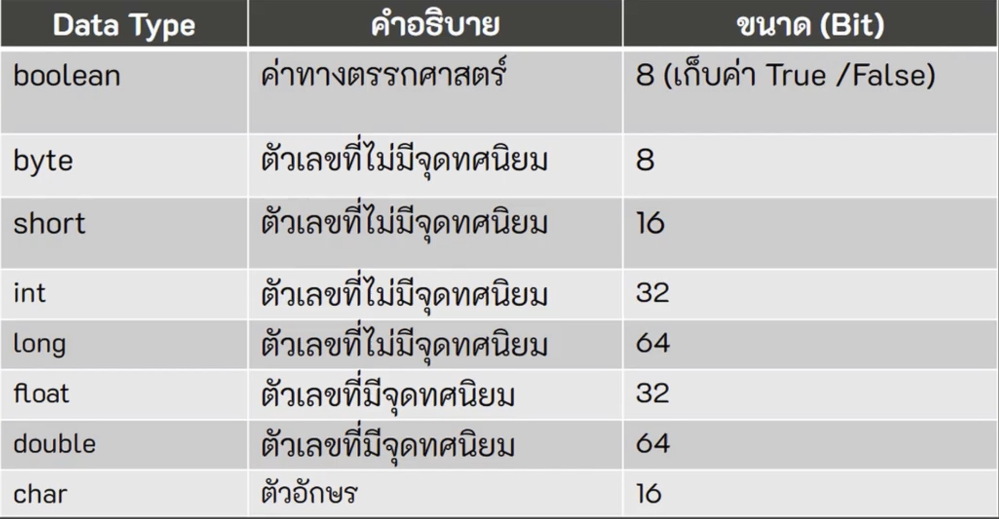 Data Type คำอธิบาย ขนาด (Bit)
boolean ค่าทางตรรกศาสตร์ 8 (เก็บค่า True /False)
byte ตัวเลขที่ไม่มีจุดทศนิยม 8
short ตัวเลขที่ไม่มีจุดทศนิยม 16
int ตัวเลขที่ไม่มีจุดทศนิยม 32
long ตัวเลขที่ไม่มีจุดทศนิยม 64
float ตัวเลขที่มีจุดทศนิยม 32
double ตัวเลขที่มีจุดทศนิยม 64
char ตัวอักษร 16